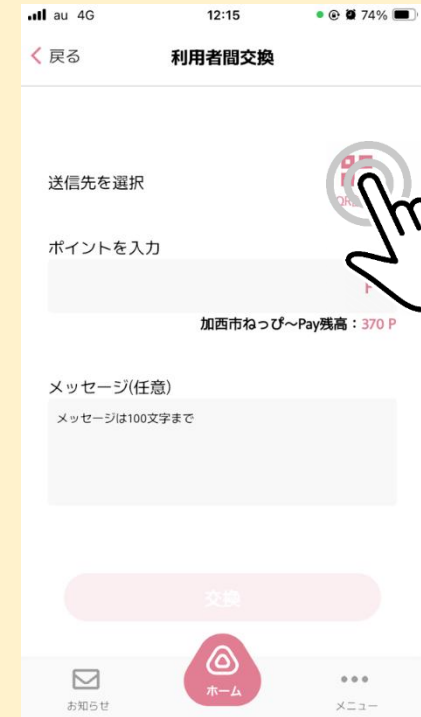 au 4G 12:15 74%
戻る 利用者間交換
送信先を選択
QR
ポイントを入力
P
加西市ねっぴ〜Pay残高：370 P
メッセージ(任意)
メッセージは100文字まで
交換
お知らせ ホーム メニュー